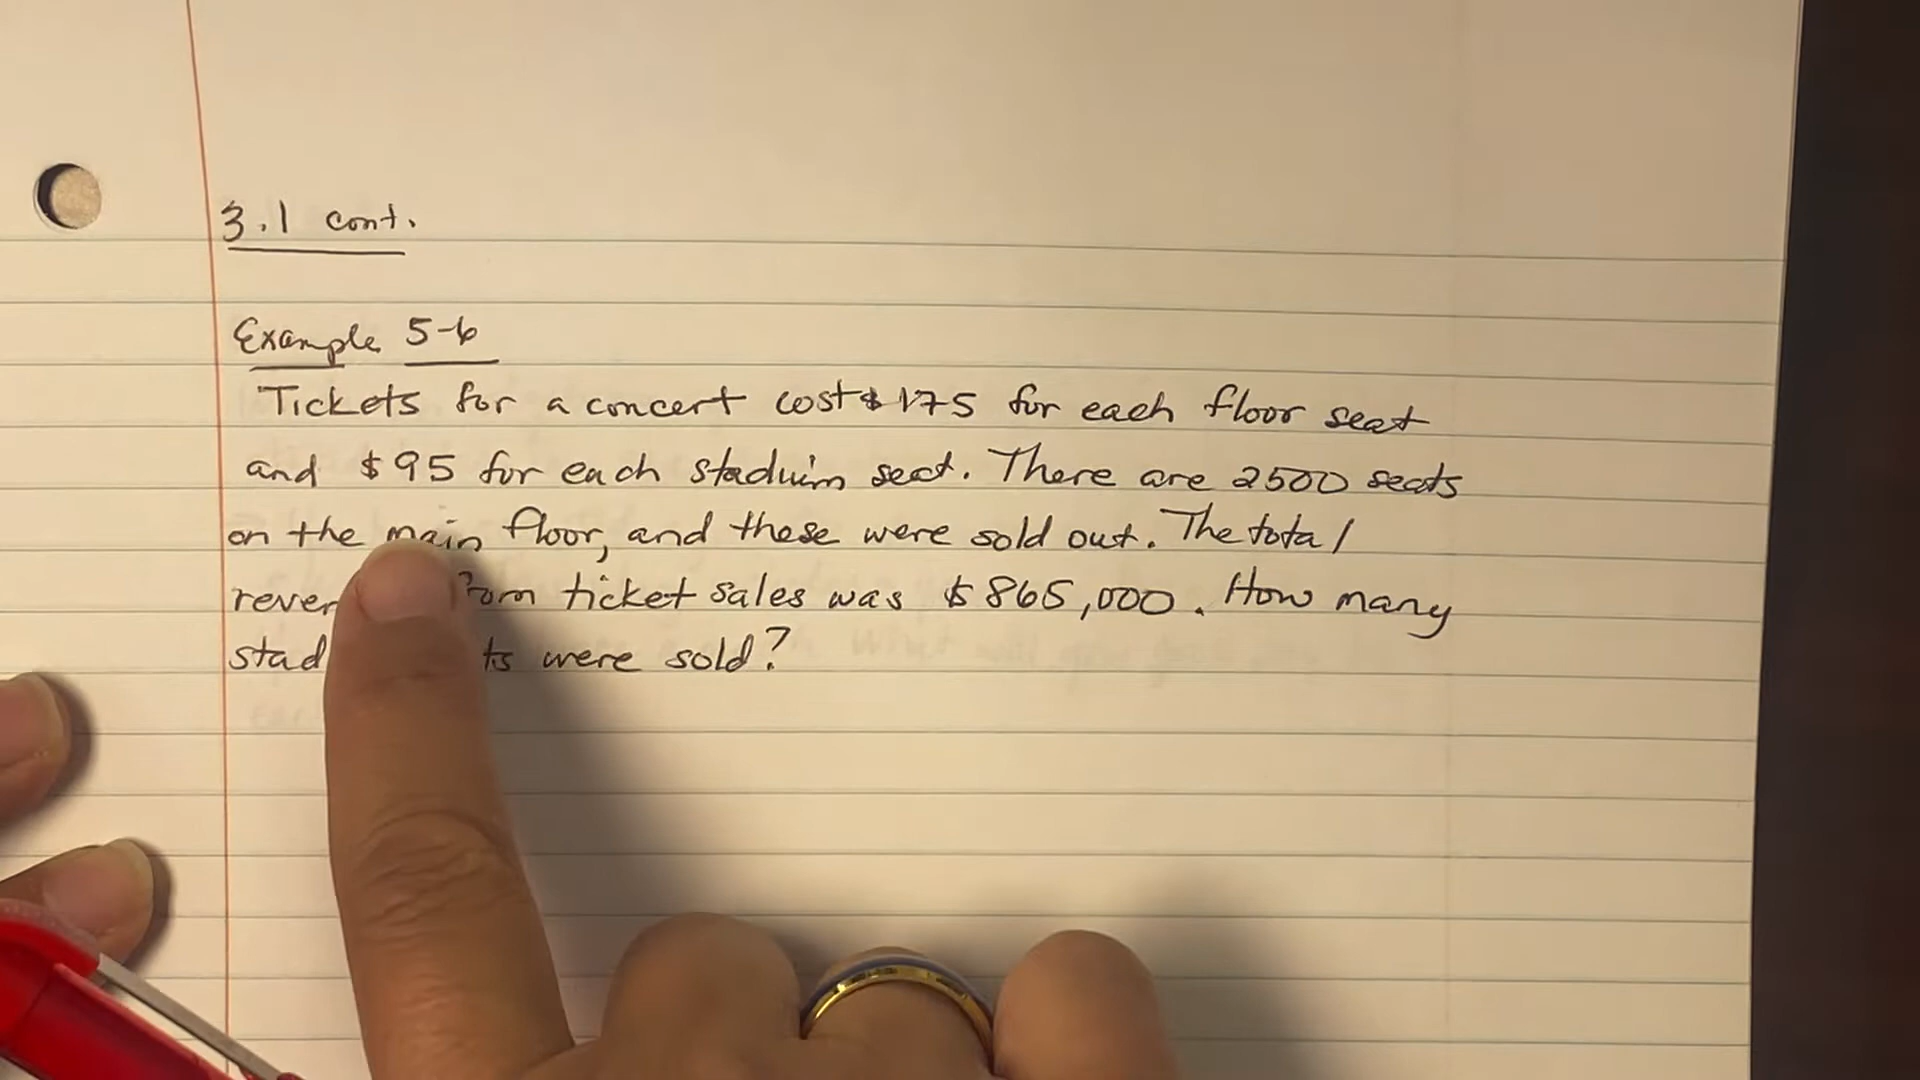 3.1 cont.
Example 5-6
Tickets for a concert cost $175 for each floor seat
and $95 for each stadium seat. There are 2500 seats
on the main floor, and these were sold out. The total
ticket sales was $865,000. How many
were sold?